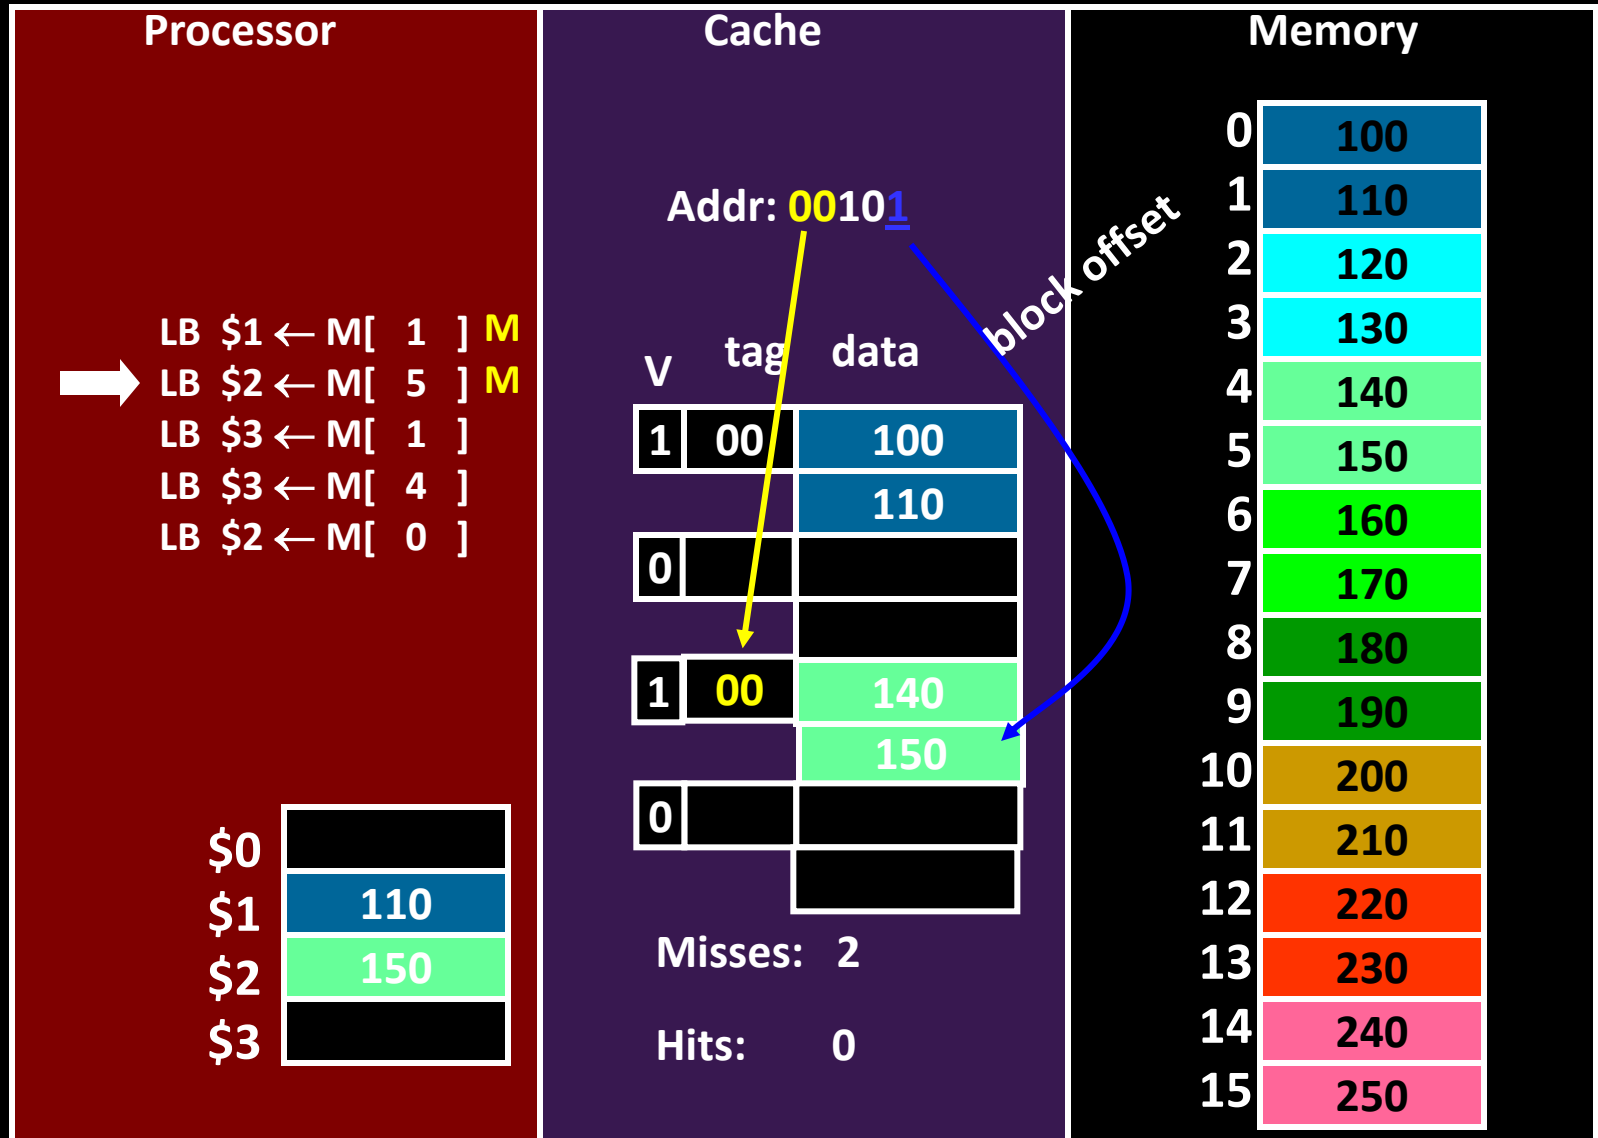 Processor
LB $1 ← M[ 1 ] M
LB $2 ← M[ 5 ] M
LB $3 ← M[ 1 ]
LB $3 ← M[ 4 ]
LB $2 ← M[ 0 ]
$0
$1 110
$2 150
$3
Cache
Addr: 00101
block offset
V tag data
1 00 100
110
0
1 00 140
150
0
Misses: 2
Hits: 0
Memory
0 100
1 110
2 120
3 130
4 140
5 150
6 160
7 170
8 180
9 190
10 200
11 210
12 220
13 230
14 240
15 250